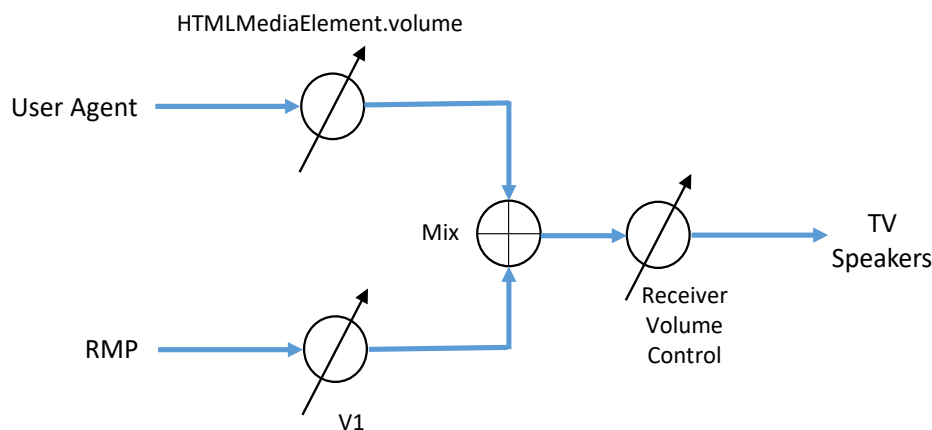 HTMLMediaElement.volume
User Agent
Mix
TV
Speakers
Receiver
Volume
Control
RMP
V1